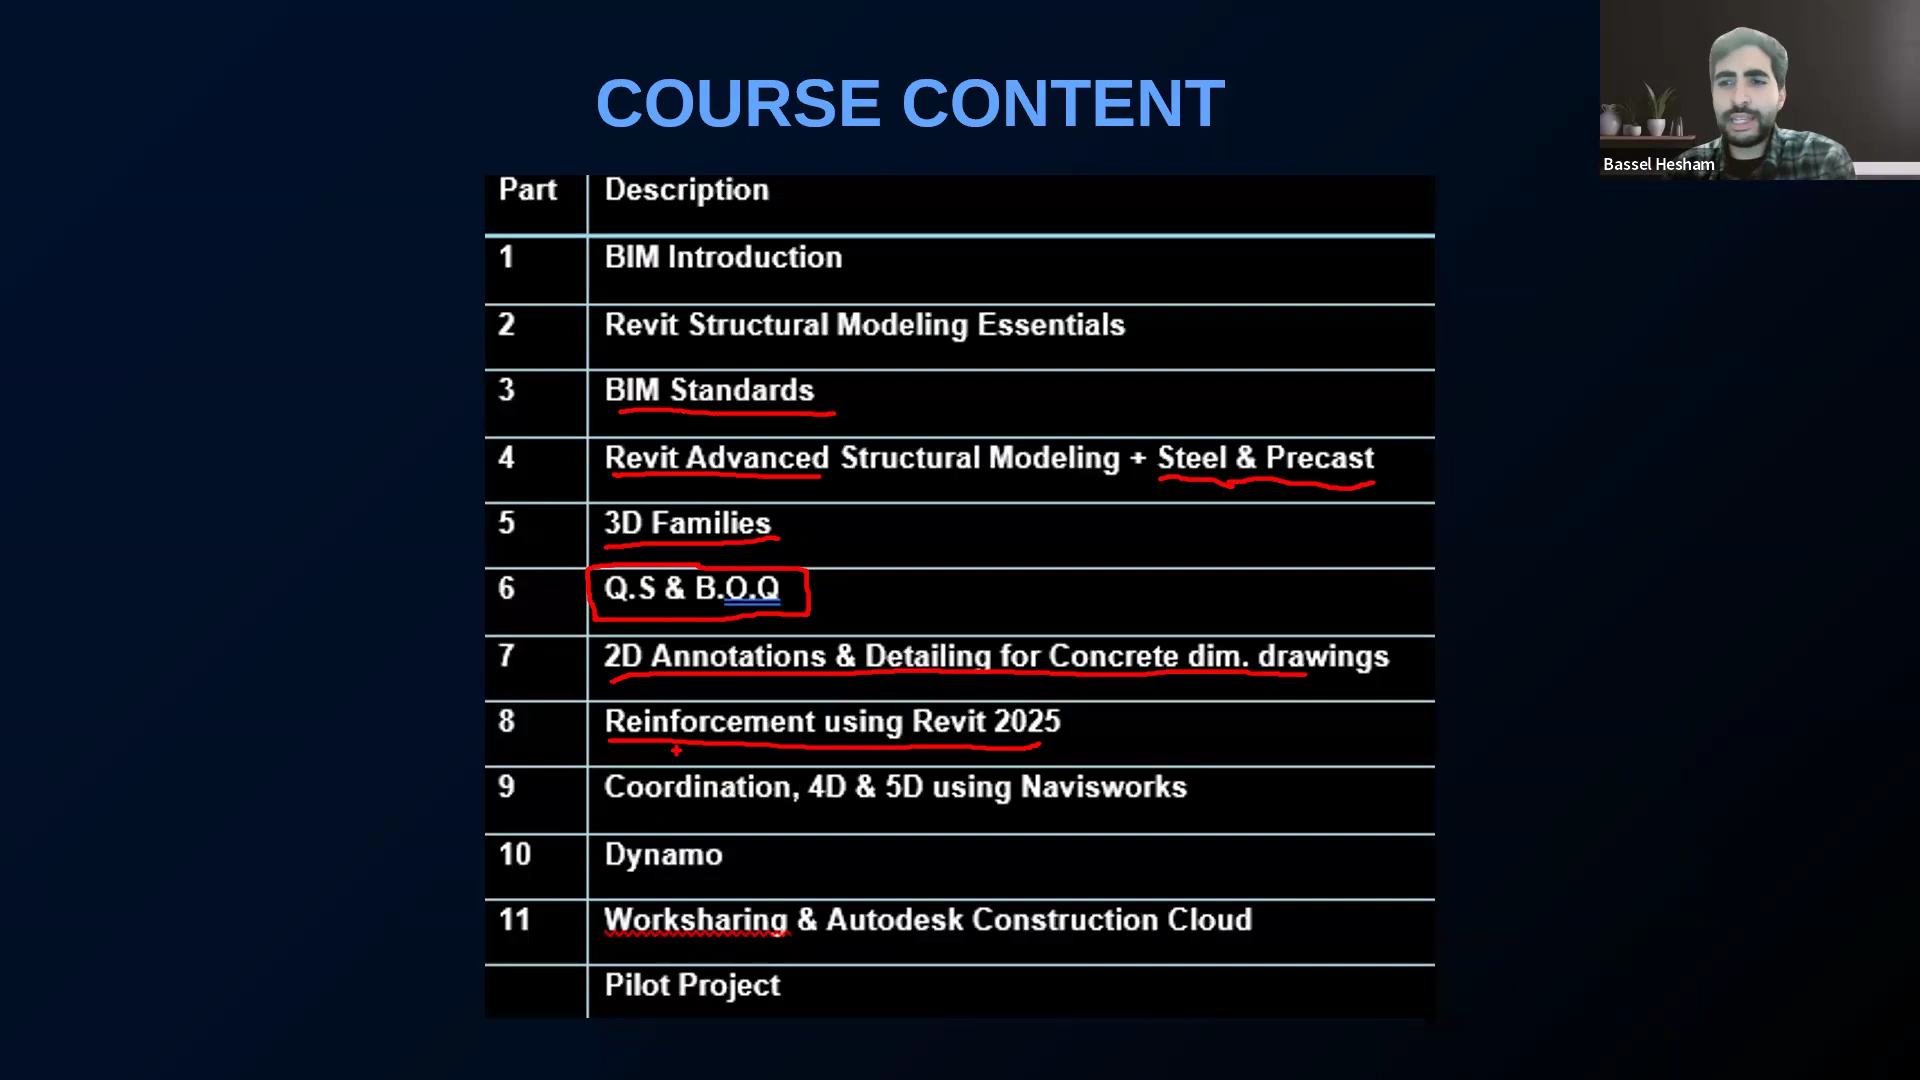 COURSE CONTENT
Bassel Hesham
Part Description
1 BIM Introduction
2 Revit Structural Modeling Essentials
3 BIM Standards
4 Revit Advanced Structural Modeling + Steel & Precast
5 3D Families
6 Q.S & B.O.Q
7 2D Annotations & Detailing for Concrete dim. drawings
8 Reinforcement using Revit 2025
9 Coordination, 4D & 5D using Navisworks
10 Dynamo
11 Worksharing & Autodesk Construction Cloud
Pilot Project